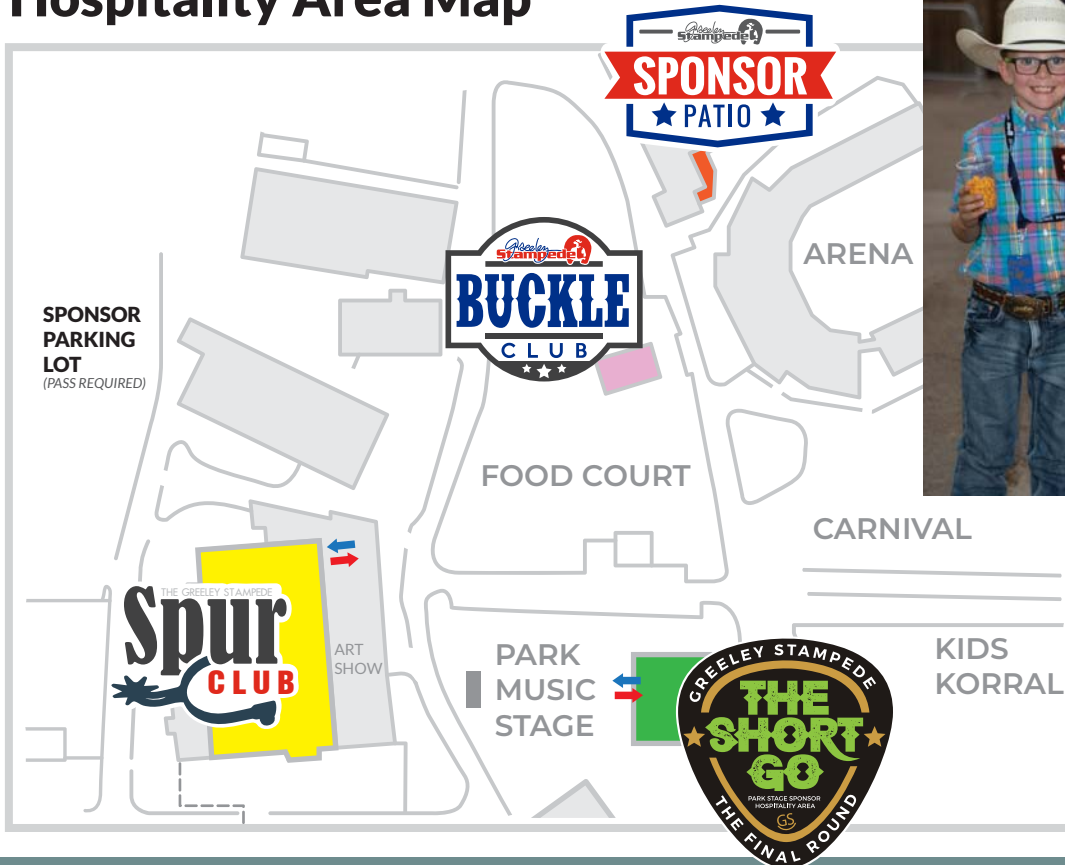 Hospitality Area Map
Greeley
Stampede
SPONSOR
PATIO
ARENA
Greeley
Stampede
BUCKLE
CLUB
SPONSOR
PARKING
LOT
(PASS REQUIRED)
FOOD COURT
CARNIVAL
THE GREELEY STAMPEDE
Spur
CLUB
ART
SHOW
PARK
MUSIC
STAGE
KIDS
KORRAL
GREELEY STAMPEDE
THE
SHORT
GO
PARK STAGE SPONSOR
HOSPITALITY AREA
GS
THE FINAL ROUND